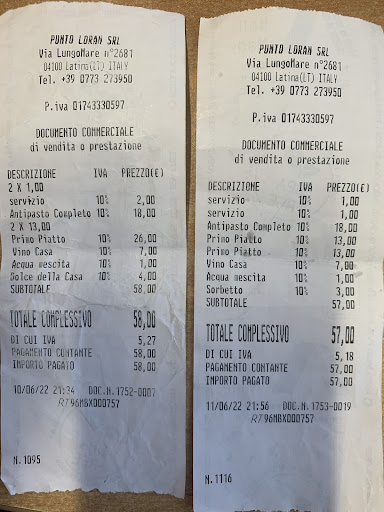 PUNTO LORAN SRL
Via LungoMare n°2681
04100 Latina(LT) ITALY
Tel. +39 0773 273950
P.iva 01743330597
DOCUMENTO COMMERCIALE
di vendita o prestazione
DESCRIZIONE IVA PREZZO(€)
2 X 1,00
servizio 10% 2,00
Antipasto Completo 10% 18,00
2 X 13,00
Primo Piatto 10% 26,00
Vino Casa 10% 7,00
Acqua mescita 10% 1,00
Dolce della Casa 10% 4,00
SUBTOTALE 58,00
TOTALE COMPLESSIVO 58,00
DI CUI IVA 5,27
PAGAMENTO CONTANTE 58,00
IMPORTO PAGATO 58,00
10/06/22 21:34 DOC.N.1752-0007
RT 96MBX000757
N.1095
PUNTO LORAN SRL
Via LungoMare n°2681
04100 Latina(LT) ITALY
Tel. +39 0773 273950
P.iva 01743330597
DOCUMENTO COMMERCIALE
di vendita o prestazione
DESCRIZIONE IVA PREZZO(€)
servizio 10% 1,00
servizio 10% 1,00
Antipasto Completo 10% 18,00
Primo Piatto 10% 13,00
Primo Piatto 10% 13,00
Vino Casa 10% 7,00
Acqua mescita 10% 1,00
Sorbetto 10% 3,00
SUBTOTALE 57,00
TOTALE COMPLESSIVO 57,00
DI CUI IVA 5,18
PAGAMENTO CONTANTE 57,00
IMPORTO PAGATO 57,00
11/06/22 21:56 DOC.N.1753-0019
RT 96MBX000757
N.1116